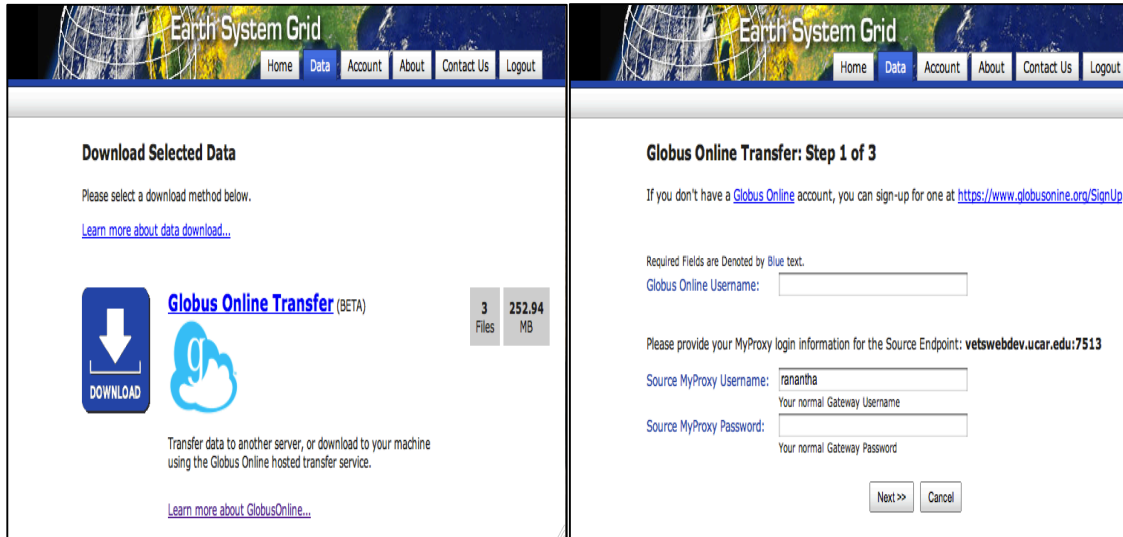 Earth System Grid
Home Data Account About Contact Us Logout
Download Selected Data
Please select a download method below.
Learn more about data download...
DOWNLOAD
Globus Online Transfer (BETA)
3 Files
252.94 MB
g
Transfer data to another server, or download to your machine
using the Globus Online hosted transfer service.
Learn more about GlobusOnline...
Earth System Grid
Home Data Account About Contact Us Logout
Globus Online Transfer: Step 1 of 3
If you don't have a Globus Online account, you can sign-up for one at https://www.globusonine.org/SignUp
Required Fields are Denoted by Blue text.
Globus Online Username:
Please provide your MyProxy login information for the Source Endpoint: vetswebdev.ucar.edu:7513
Source MyProxy Username: ranantha
Your normal Gateway Username
Source MyProxy Password:
Your normal Gateway Password
Next >> Cancel